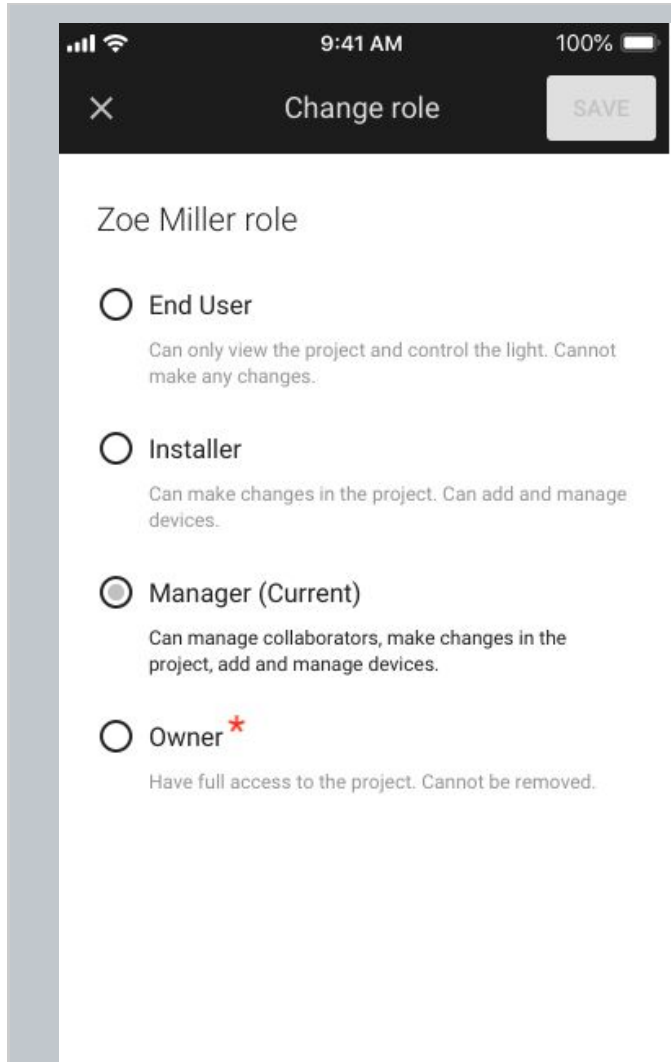 9:41 AM
100%
Change role
SAVE
Zoe Miller role
End User
Can only view the project and control the light. Cannot
make any changes.
Installer
Can make changes in the project. Can add and manage
devices.
Manager (Current)
Can manage collaborators, make changes in the
project, add and manage devices.
Owner *
Have full access to the project. Cannot be removed.